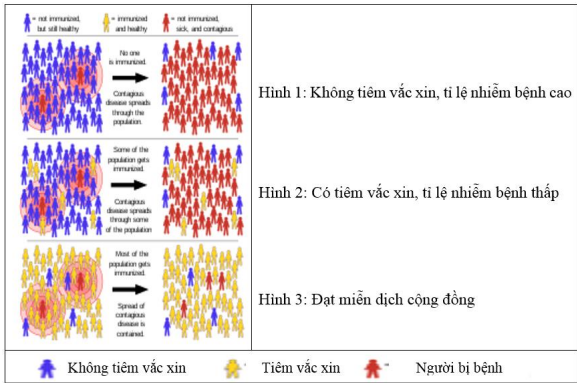 = not immunized, but still healthy
= immunized and healthy
= not immunized, sick, and contagious
No one
is immunized.
Contagious
disease spreads
through the
population.
Hình 1: Không tiêm vắc xin, tỉ lệ nhiễm bệnh cao
Some of the
population gets
immunized.
Contagious
disease spreads
through some
of the population
Hình 2: Có tiêm vắc xin, tỉ lệ nhiễm bệnh thấp
Most of the
population gets
immunized.
Spread of
contagious
disease is
contained.
Hình 3: Đạt miễn dịch cộng đồng
Không tiêm vắc xin Tiêm vắc xin Người bị bệnh